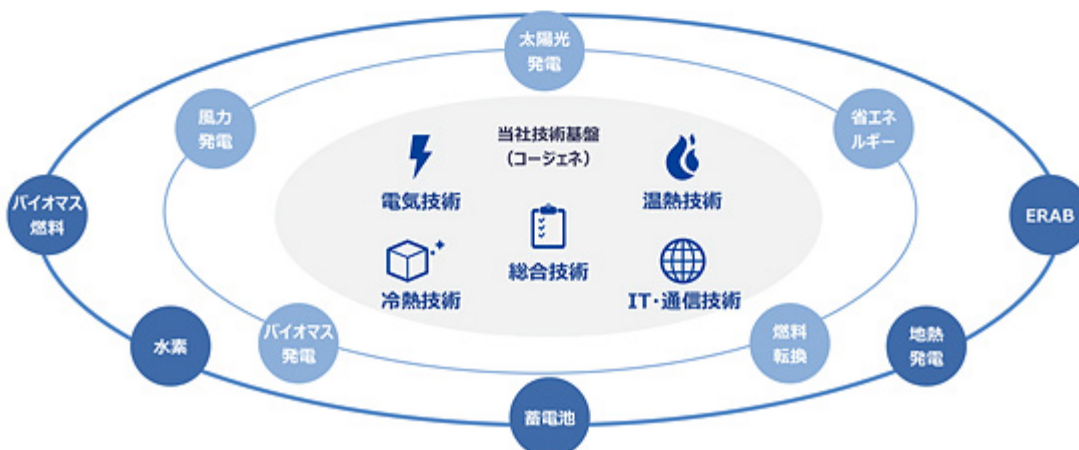 太陽光
発電
風力
発電
省エネ
ルギー
当社技術基盤
（コージェネ）
電気技術
温熱技術
バイオマス
燃料
ERAB
総合技術
冷熱技術
IT・通信技術
水素
バイオマス
発電
燃料
転換
地熱
発電
蓄電池